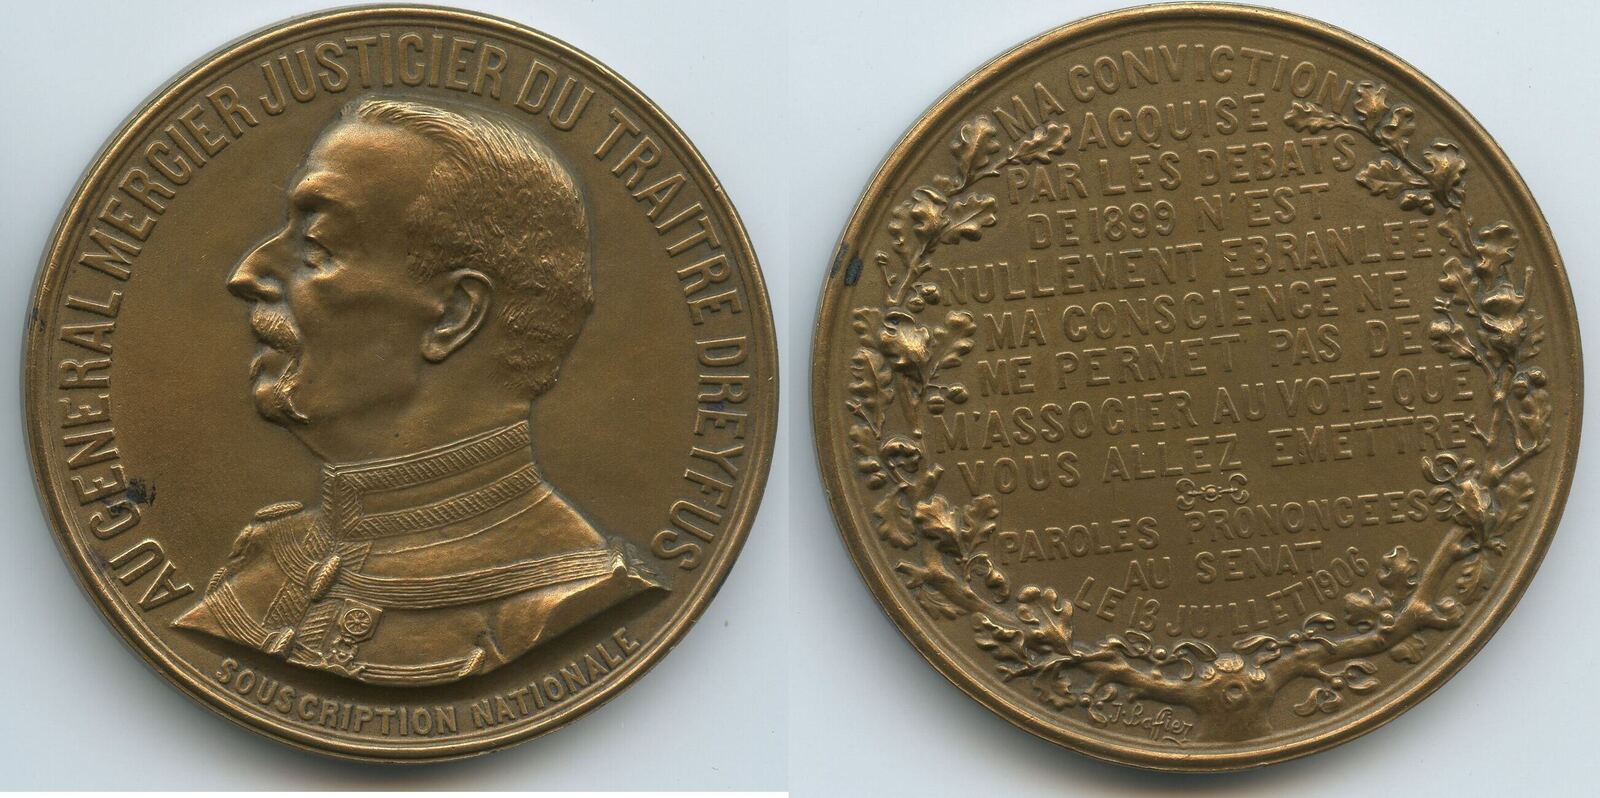 AU GENERAL MERCIER JUSTICIER DU TRAITRE DREYFUS
SOUSCRIPTION NATIONALE
MA CONVICTION
ACQUISE
PAR LES DEBATS
DE 1899 N'EST
NULLEMENT EBRANLEE.
MA CONSCIENCE NE
ME PERMET PAS DE
M'ASSOCIER AU VOTE QUE
VOUS ALLEZ EMETTRE
PAROLES PRONONCEES
AU SENAT
LE 13 JUILLET 1906
J. Baffier